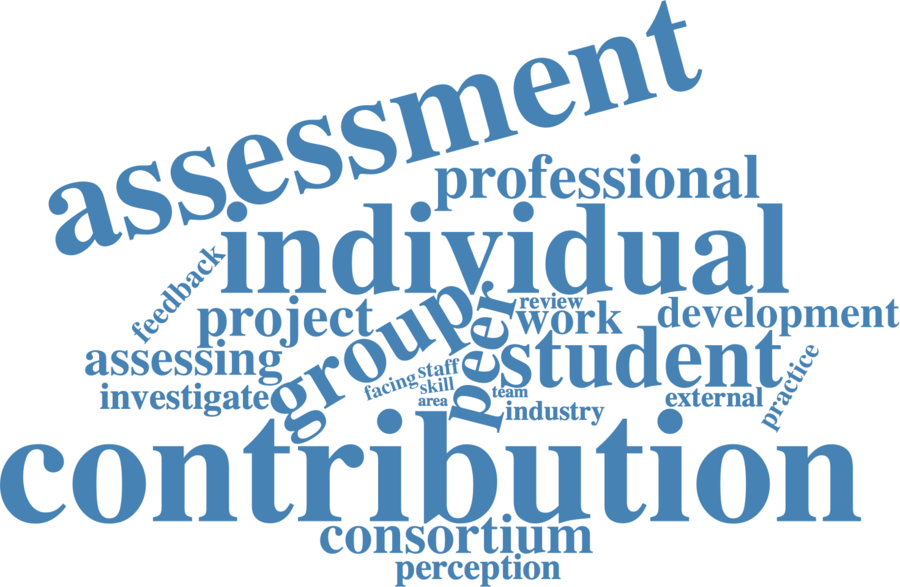 assessment
professional
individual
feedback
project
group
peer
review
work
development
assessing
student
investigate
facing
staff
skill
area
team
industry
external
practice
contribution
consortium
perception